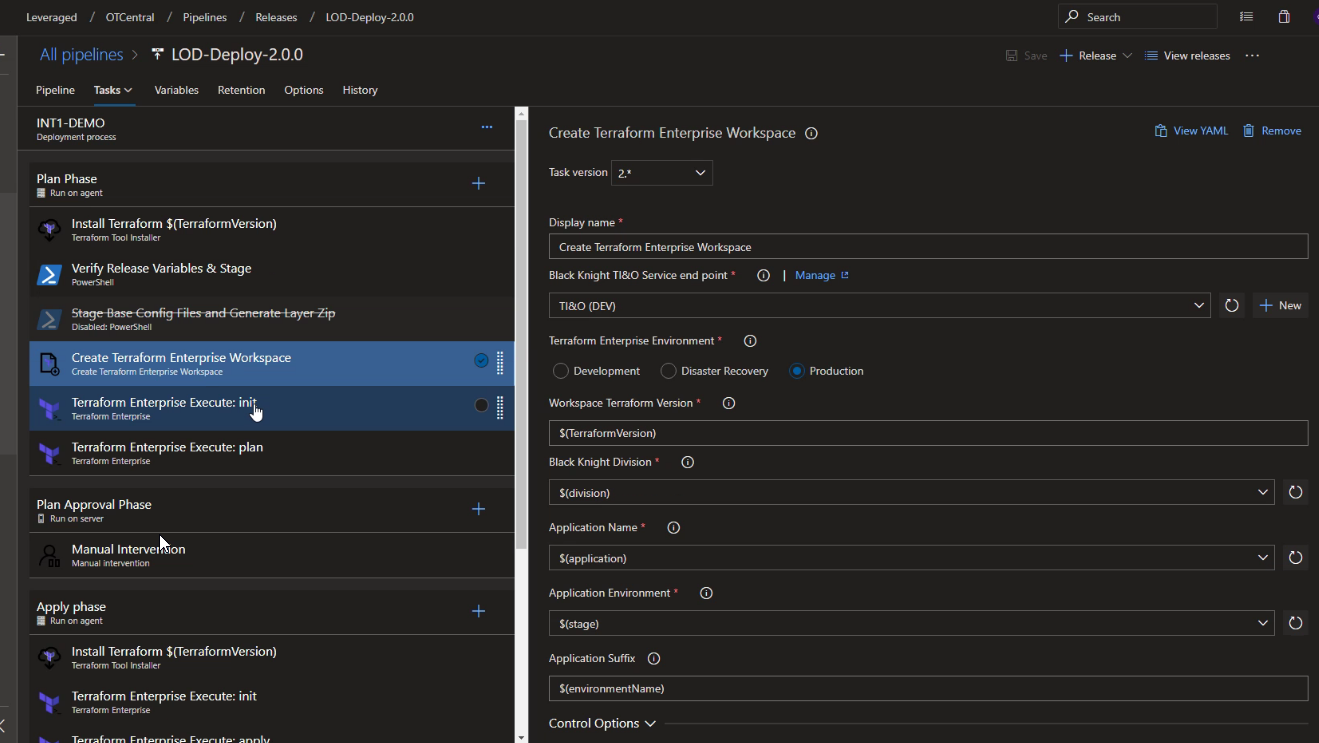 Leveraged / OTCentral / Pipelines / Releases / LOD-Deploy-2.0.0
Search
All pipelines > LOD-Deploy-2.0.0
Save
Release
View releases
Pipeline
Tasks
Variables
Retention
Options
History
INT1-DEMO
Deployment process
Plan Phase
Run on agent
Install Terraform $(TerraformVersion)
Terraform Tool Installer
Verify Release Variables & Stage
PowerShell
Stage Base Config Files and Generate Layer Zip
Disabled: PowerShell
Create Terraform Enterprise Workspace
Create Terraform Enterprise Workspace
Terraform Enterprise Execute: init
Terraform Enterprise
Terraform Enterprise Execute: plan
Terraform Enterprise
Plan Approval Phase
Run on server
Manual Intervention
Manual intervention
Apply phase
Run on agent
Install Terraform $(TerraformVersion)
Terraform Tool Installer
Terraform Enterprise Execute: init
Terraform Enterprise
Terraform Enterprise Execute: apply
Create Terraform Enterprise Workspace
View YAML
Remove
Task version 2.*
Display name *
Create Terraform Enterprise Workspace
Black Knight TI&O Service end point * | Manage
TI&O (DEV)
New
Terraform Enterprise Environment *
Development
Disaster Recovery
Production
Workspace Terraform Version *
$(TerraformVersion)
Black Knight Division *
$(division)
Application Name *
$(application)
Application Environment *
$(stage)
Application Suffix
$(environmentName)
Control Options